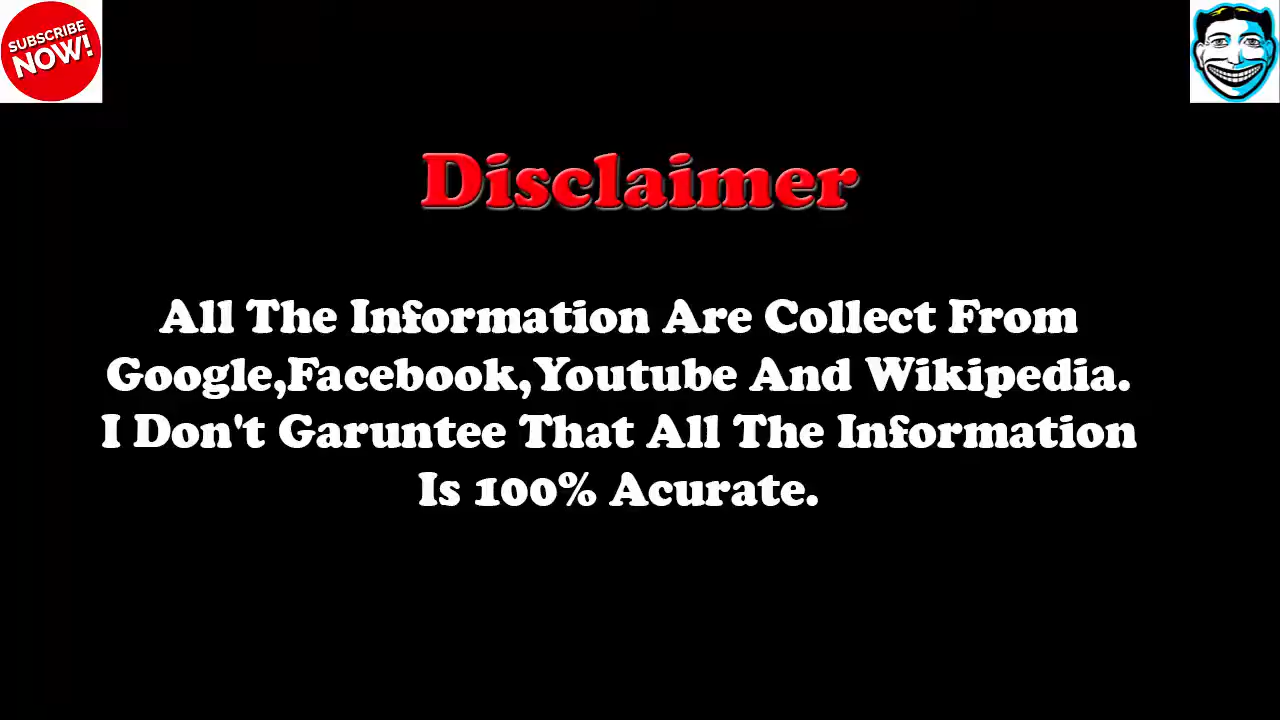 SUBSCRIBE
NOW!
Disclaimer
All The Information Are Collect From
Google,Facebook,Youtube And Wikipedia.
I Don't Garuntee That All The Information
Is 100% Acurate.